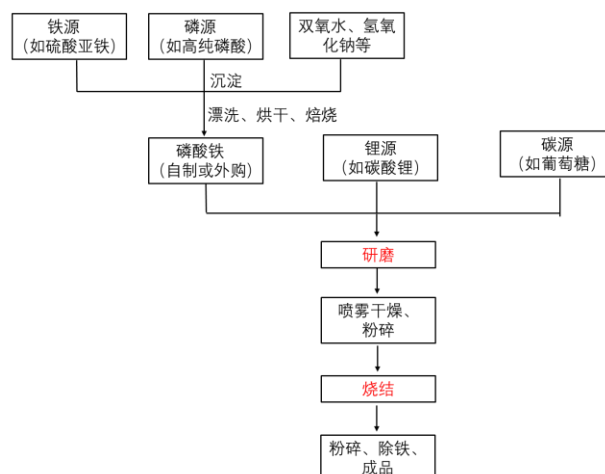 铁源
(如硫酸亚铁)
磷源
(如高纯磷酸)
双氧水、氢氧
化钠等
沉淀
漂洗、烘干、焙烧
磷酸铁
(自制或外购)
锂源
(如碳酸锂)
碳源
(如葡萄糖)
研磨
喷雾干燥、
粉碎
烧结
粉碎、除铁、
成品